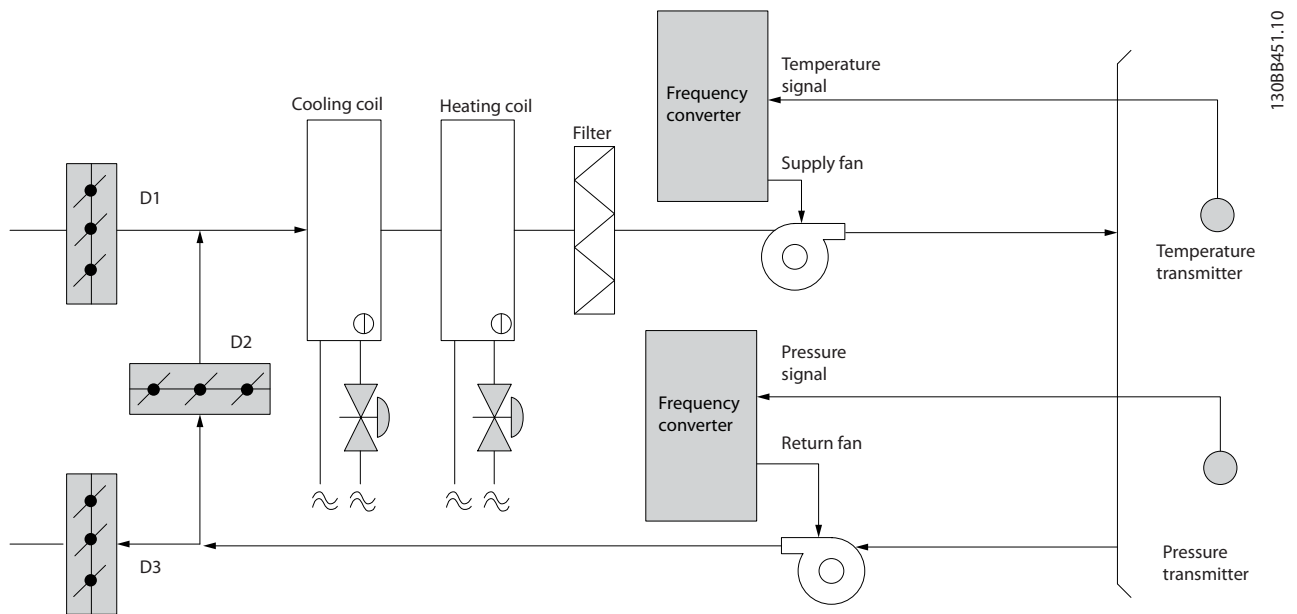 130BB451.10
Temperature
signal
Frequency
converter
Cooling coil
Heating coil
Filter
Supply fan
D1
Temperature
transmitter
D2
Pressure
signal
Frequency
converter
Return fan
D3
Pressure
transmitter